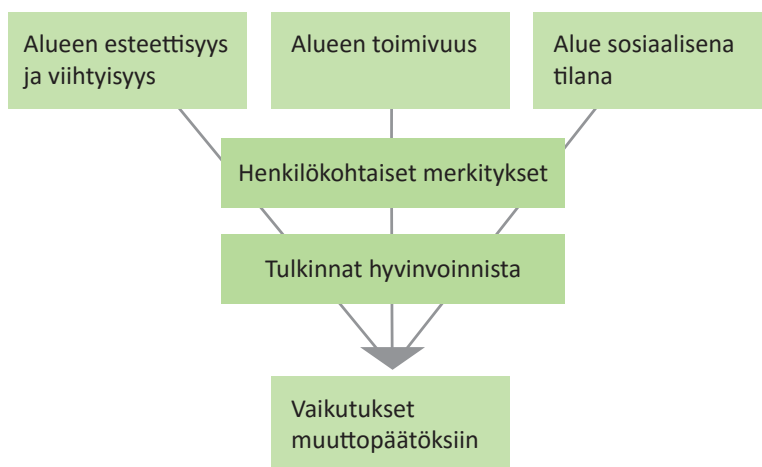 Alueen esteettisyys
ja viihtyisyys
Alueen toimivuus
Alue sosiaalisena
tilana
Henkilökohtaiset merkitykset
Tulkinnat hyvinvoinnista
Vaikutukset
muuttopäätöksiin